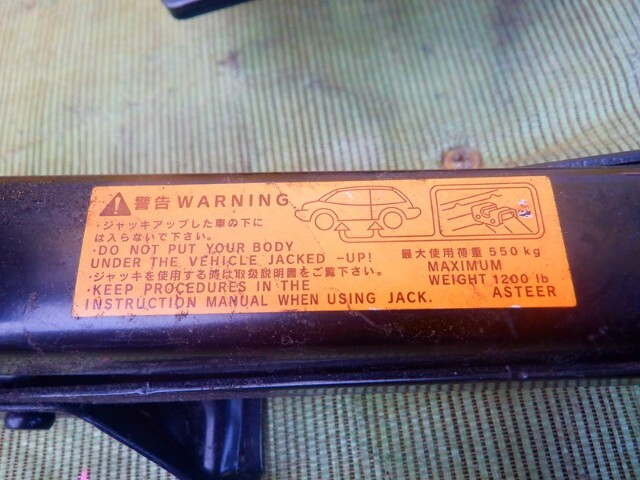 警告 WARNING
・ジャッキアップした車の下に
は入らないで下さい。
・DO NOT PUT YOUR BODY
UNDER THE VEHICLE JACKED -UP!
・ジャッキを使用する時は取扱説明書をご覧下さい。
・KEEP PROCEDURES IN THE
INSTRUCTION MANUAL WHEN USING JACK.
最大使用荷重 550 kg
MAXIMUM
WEIGHT 1200 lb
ASTEER